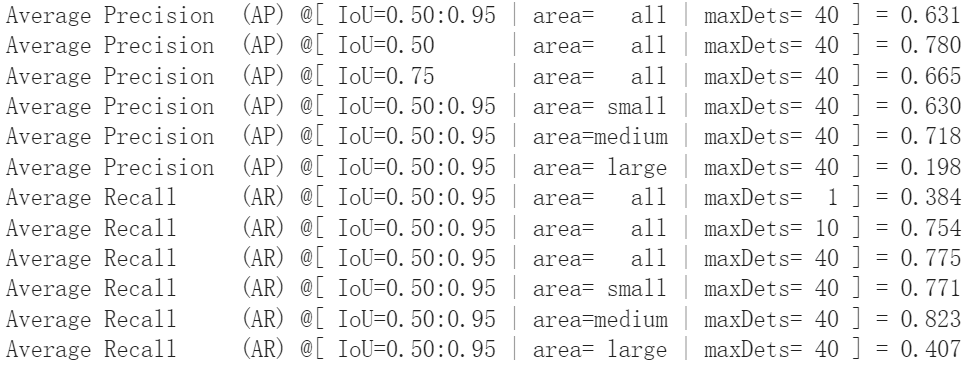 Average Precision  (AP) @[ IoU=0.50:0.95 | area=   all | maxDets= 40 ] = 0.631
Average Precision  (AP) @[ IoU=0.50      | area=   all | maxDets= 40 ] = 0.780
Average Precision  (AP) @[ IoU=0.75      | area=   all | maxDets= 40 ] = 0.665
Average Precision  (AP) @[ IoU=0.50:0.95 | area= small | maxDets= 40 ] = 0.630
Average Precision  (AP) @[ IoU=0.50:0.95 | area=medium | maxDets= 40 ] = 0.718
Average Precision  (AP) @[ IoU=0.50:0.95 | area= large | maxDets= 40 ] = 0.198
Average Recall     (AR) @[ IoU=0.50:0.95 | area=   all | maxDets=  1 ] = 0.384
Average Recall     (AR) @[ IoU=0.50:0.95 | area=   all | maxDets= 10 ] = 0.754
Average Recall     (AR) @[ IoU=0.50:0.95 | area=   all | maxDets= 40 ] = 0.775
Average Recall     (AR) @[ IoU=0.50:0.95 | area= small | maxDets= 40 ] = 0.771
Average Recall     (AR) @[ IoU=0.50:0.95 | area=medium | maxDets= 40 ] = 0.823
Average Recall     (AR) @[ IoU=0.50:0.95 | area= large | maxDets= 40 ] = 0.407